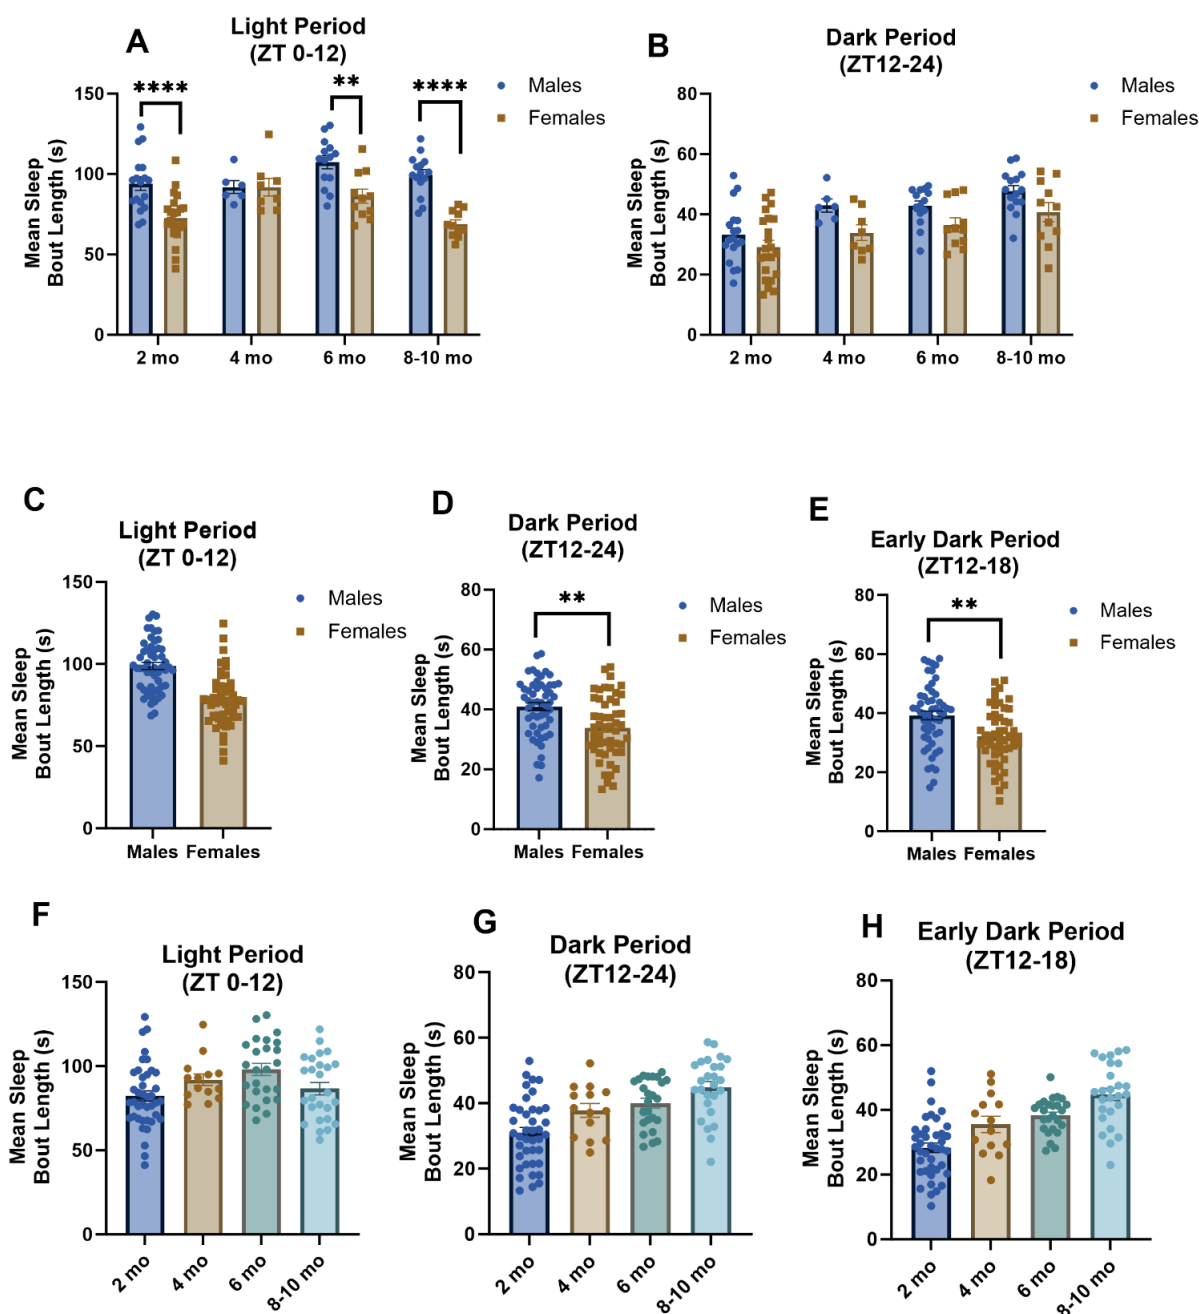 A
Light Period
(ZT 0-12)
Mean Sleep
Bout Length (s)
150
100
50
0
****
**
****
2 mo
4 mo
6 mo
8-10 mo
Males
Females
B
Dark Period
(ZT12-24)
Mean Sleep
Bout Length (s)
80
60
40
20
0
2 mo
4 mo
6 mo
8-10 mo
Males
Females
C
Light Period
(ZT 0-12)
Mean Sleep
Bout Length (s)
150
100
50
0
Males
Females
Males
Females
D
Dark Period
(ZT12-24)
Mean Sleep
Bout Length (s)
80
60
40
20
0
**
Males
Females
Males
Females
E
Early Dark Period
(ZT12-18)
Mean Sleep
Bout Length (s)
80
60
40
20
0
**
Males
Females
Males
Females
F
Light Period
(ZT 0-12)
Mean Sleep
Bout Length (s)
150
100
50
0
2 mo
4 mo
6 mo
8-10 mo
G
Dark Period
(ZT12-24)
Mean Sleep
Bout Length (s)
80
60
40
20
0
2 mo
4 mo
6 mo
8-10 mo
H
Early Dark Period
(ZT12-18)
Mean Sleep
Bout Length (s)
80
60
40
20
0
2 mo
4 mo
6 mo
8-10 mo